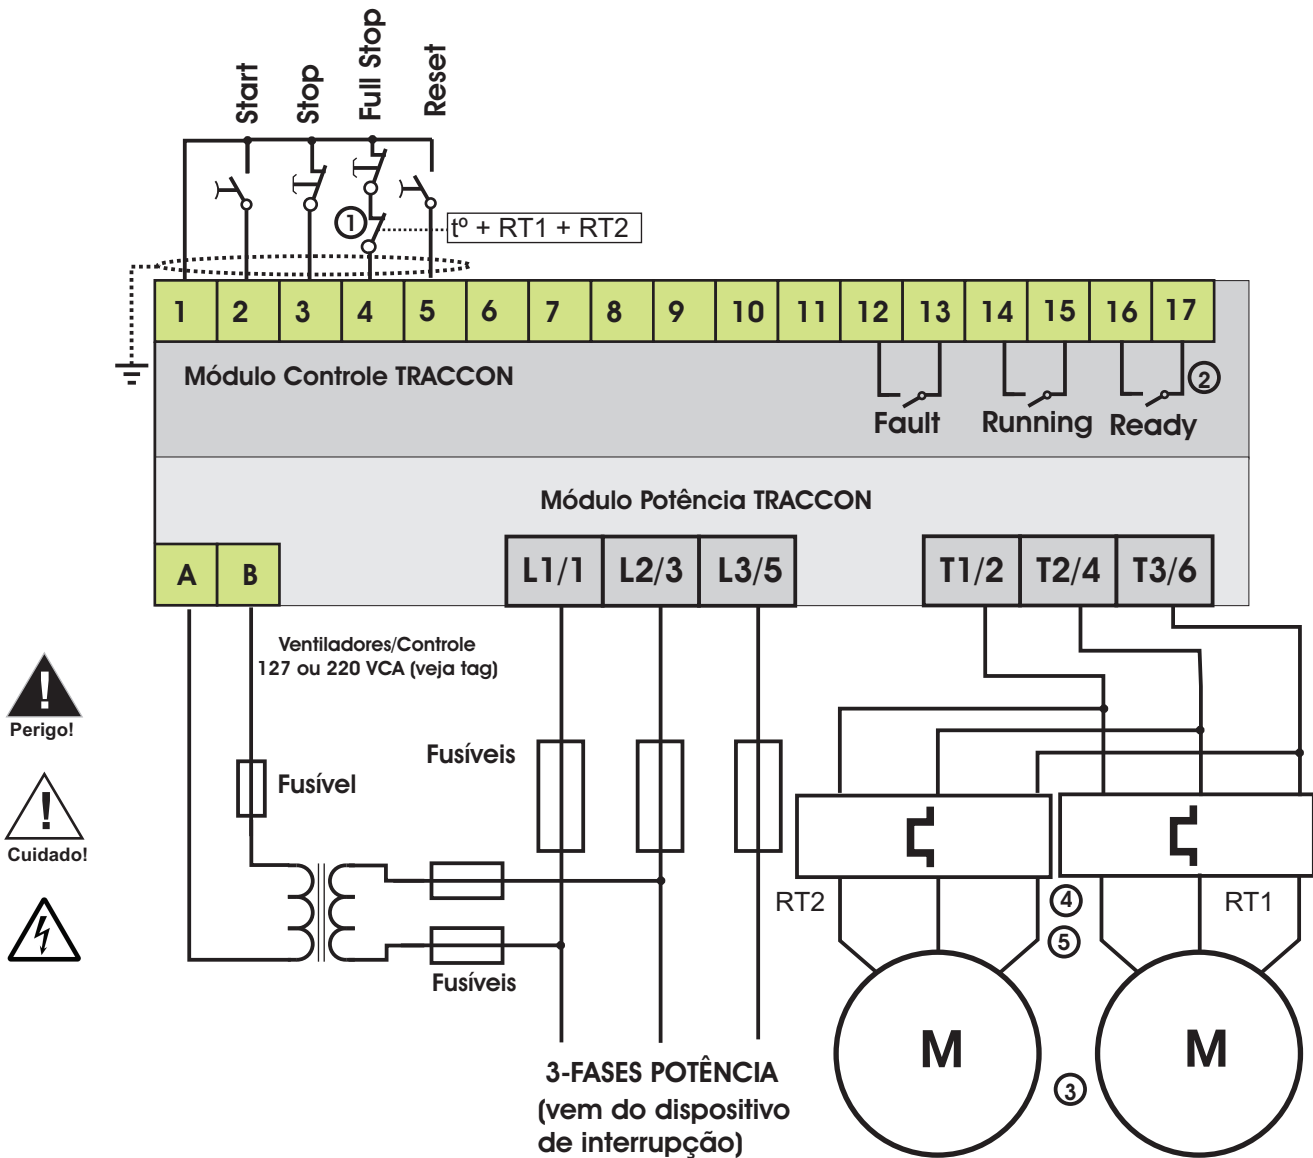 Start
Stop
Full Stop
Reset
1
tº + RT1 + RT2
1 2 3 4 5 6 7 8 9 10 11 12 13 14 15 16 17
Módulo Controle TRACCON
2
Fault Running Ready
Módulo Potência TRACCON
A B L1/1 L2/3 L3/5 T1/2 T2/4 T3/6
Ventiladores/Controle
127 ou 220 VCA (veja tag)
!
Perigo!
Fusíveis
Fusível
!
Cuidado!
RT2
4
RT1
5
Fusíveis
M
M
3
3-FASES POTÊNCIA
(vem do dispositivo
de interrupção)